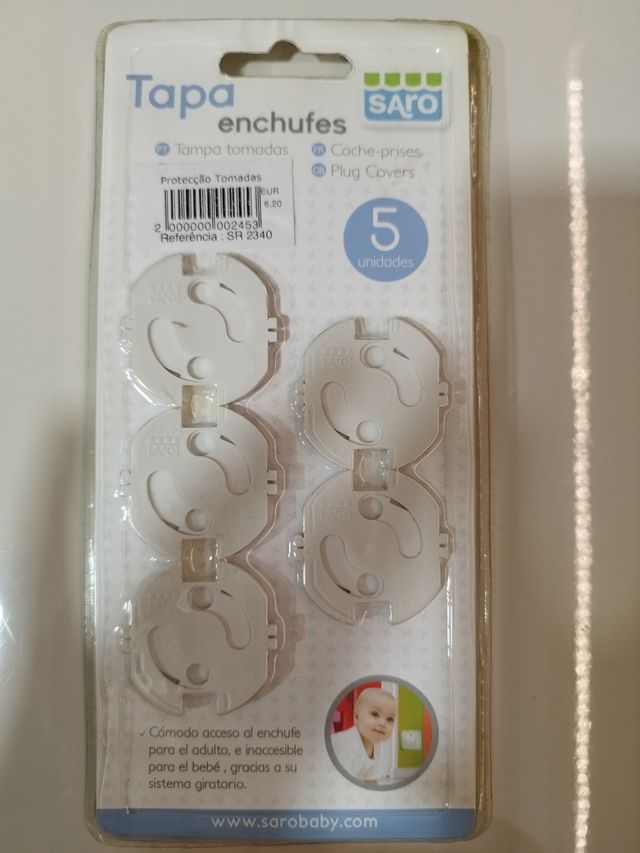 Tapa
enchufes
SARO
PT Tampa tomadas
FR Cache-prises
GB Plug Covers
Protecção Tomadas
EUR
6,20
2 000000 002453
Referência : SR 2340
5
unidades
SARO
SARO
SARO
SARO
SARO
✓ Cómodo acceso al enchufe
para el adulto, e inaccesible
para el bebé , gracias a su
sistema giratorio.
www.sarobaby.com